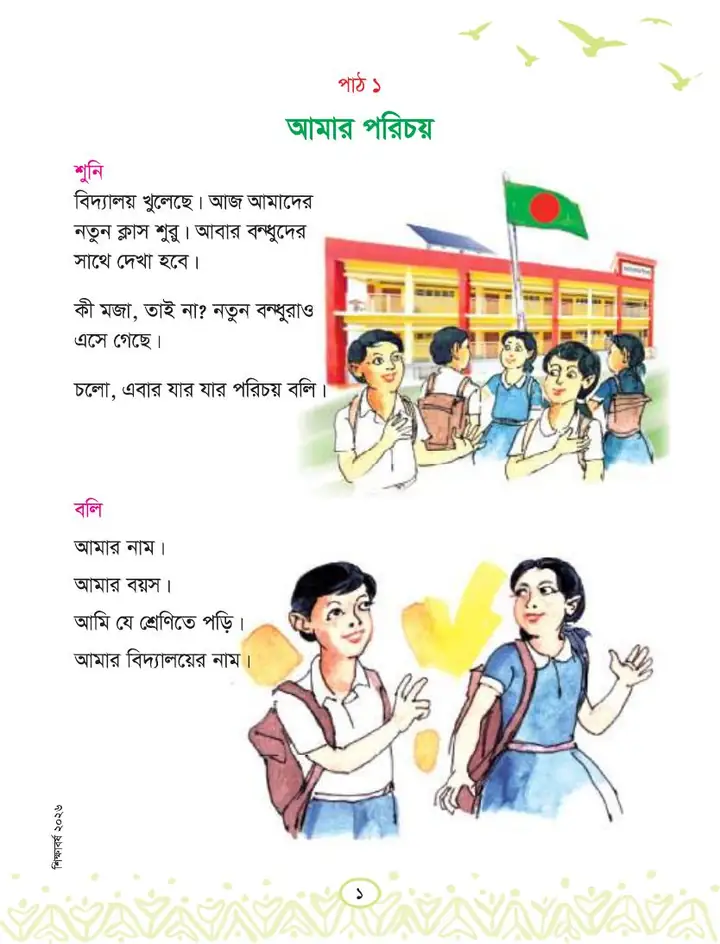 পাঠ ১
আমার পরিচয়
শুনি
বিদ্যালয় খুলেছে। আজ আমাদের
নতুন ক্লাস শুরু। আবার বন্ধুদের
সাথে দেখা হবে।
কী মজা, তাই না? নতুন বন্ধুরাও
এসে গেছে।
চলো, এবার যার যার পরিচয় বলি।
বলি
আমার নাম।
আমার বয়স।
আমি যে শ্রেণিতে পড়ি।
আমার বিদ্যালয়ের নাম।
শিক্ষাবর্ষ ২০২৬
১